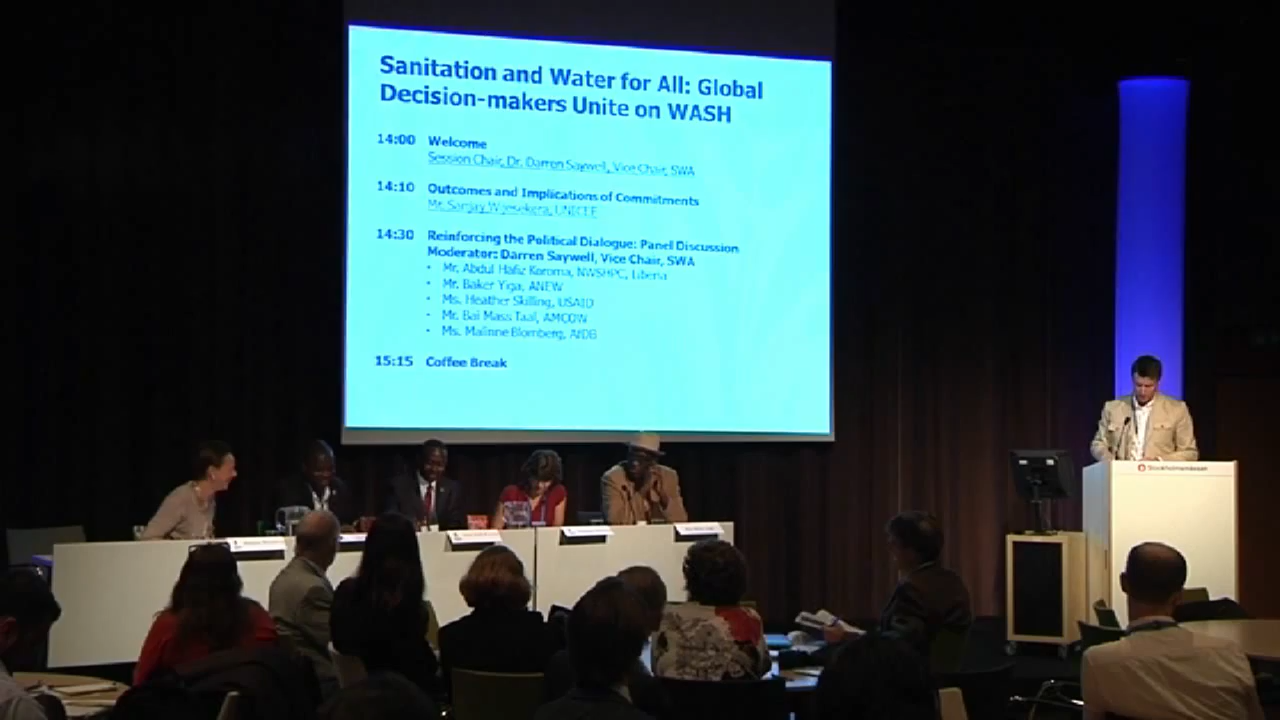 Sanitation and Water for All: Global
Decision-makers Unite on WASH
14:00 Welcome
Session Chair, Dr. Darren Saywell, Vice Chair, SWA
14:10 Outcomes and Implications of Commitments
Mr. Sanjay Wijesekera, UNICEF
14:30 Reinforcing the Political Dialogue: Panel Discussion
Moderator: Darren Saywell, Vice Chair, SWA
• Mr. Abdul Hafiz Koroma, NWSHPC, Liberia
• Mr. Baker Yiga, ANEW
• Ms. Heather Skilling, USAID
• Mr. Bai Mass Taal, AMCOW
• Ms. Malinne Blomberg, AfDB
15:15 Coffee Break
Stockholmsmässan